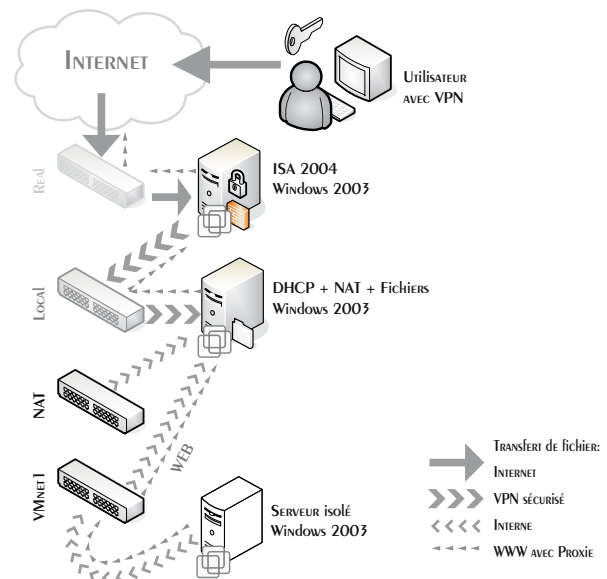 Internet
Utilisateur
avec VPN
Real
ISA 2004
Windows 2003
Local
DHCP + NAT + Fichiers
Windows 2003
NAT
WEB
VMnet1
Serveur isolé
Windows 2003
Transfert de fichier:
Internet
VPN sécurisé
Interne
WWW avec Proxie